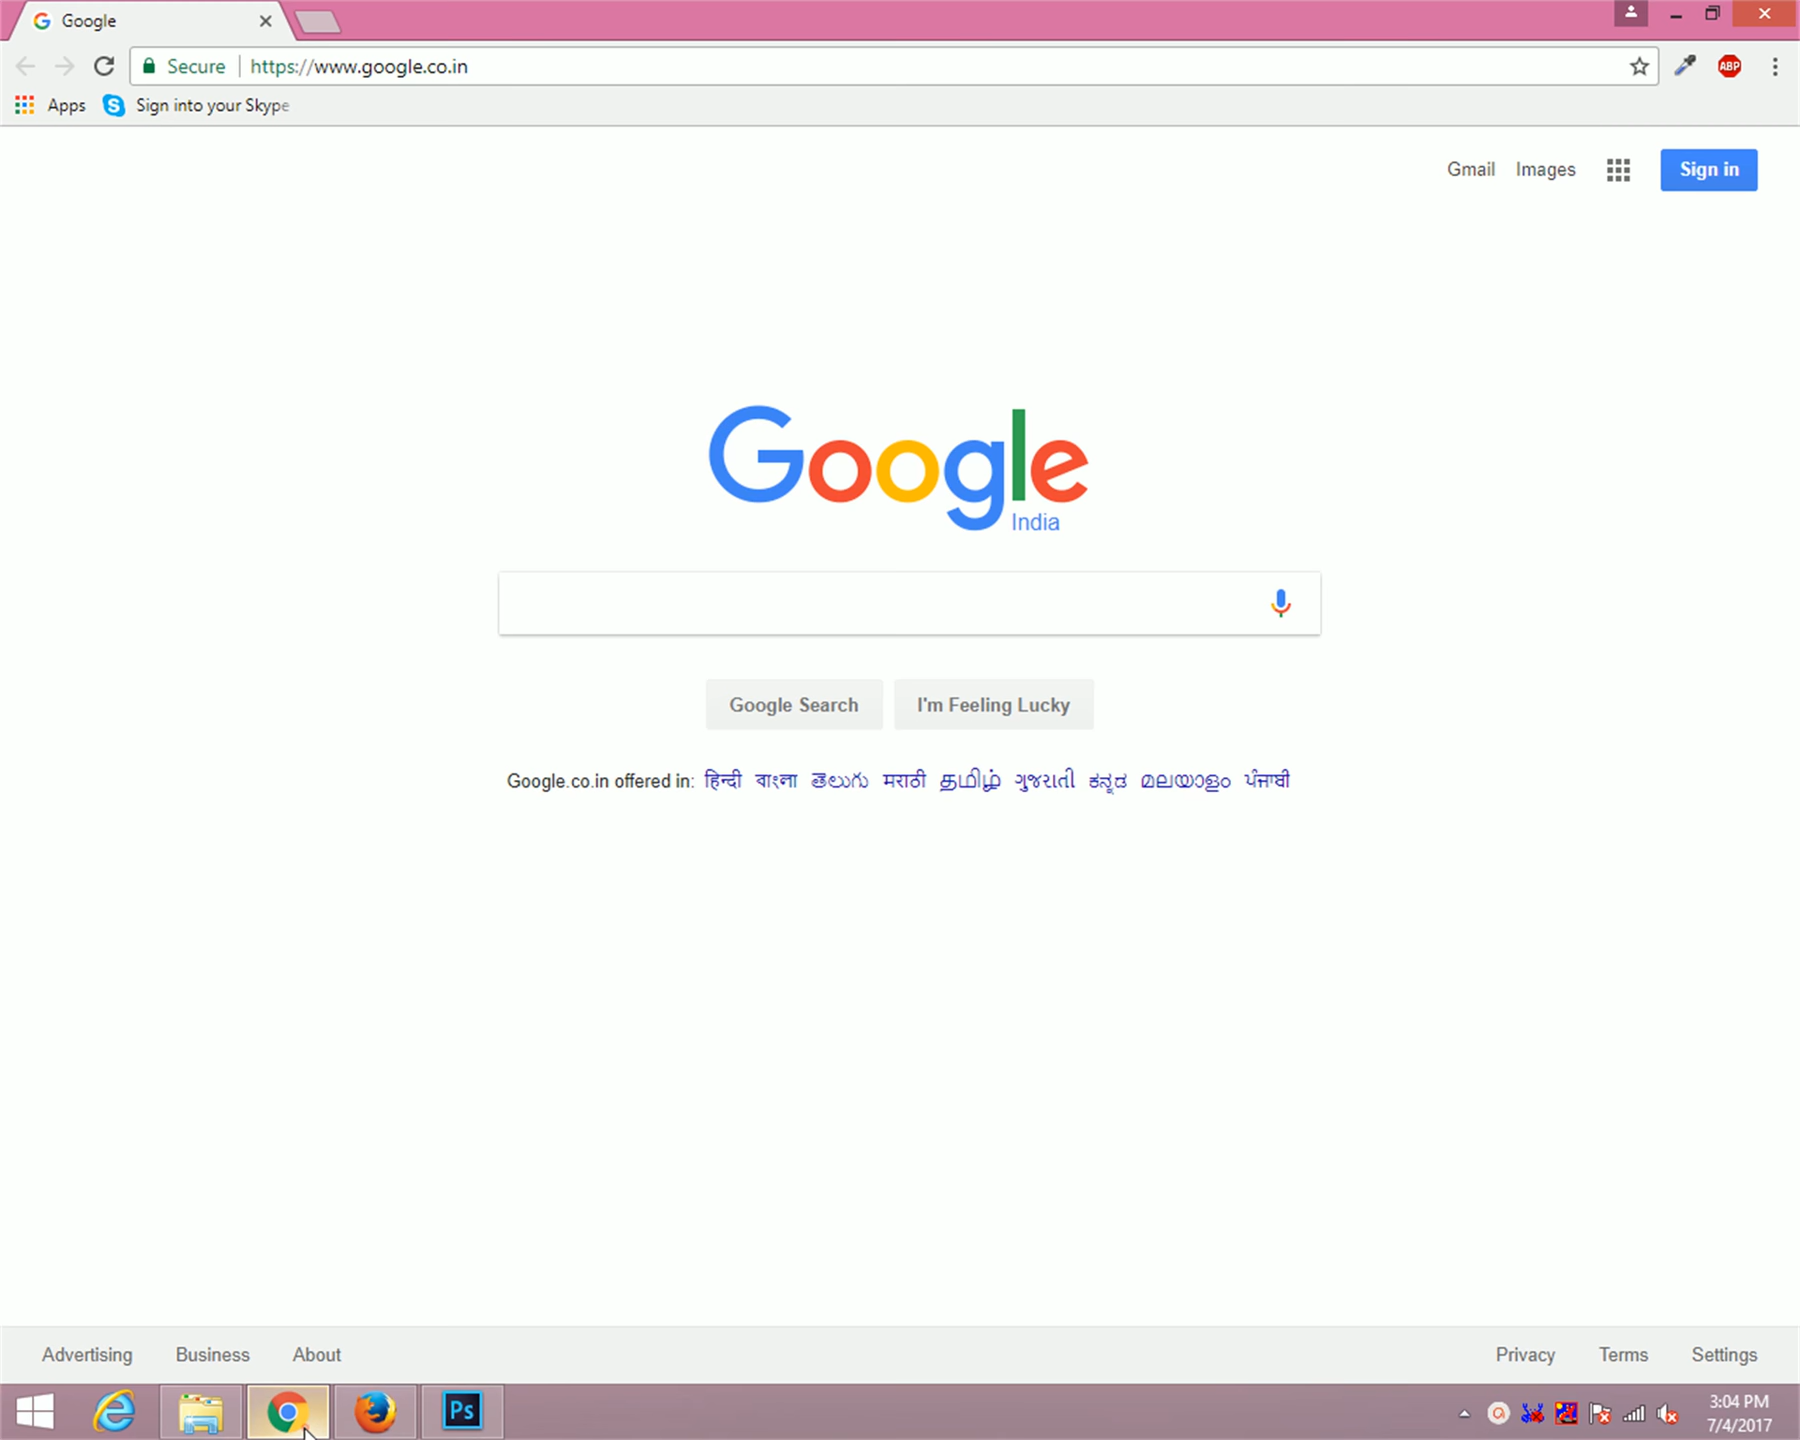 Google
Secure https://www.google.co.in
ABP
Apps Sign into your Skype
Gmail Images Sign in
Google
India
Google Search I'm Feeling Lucky
Google.co.in offered in: हिन्दी বাংলা తెలుగు मराठी தமிழ் ગુજરાતી ಕನ್ನಡ മലയാളം ਪੰਜਾਬੀ
Advertising Business About Privacy Terms Settings
Ps
3:04 PM
7/4/2017